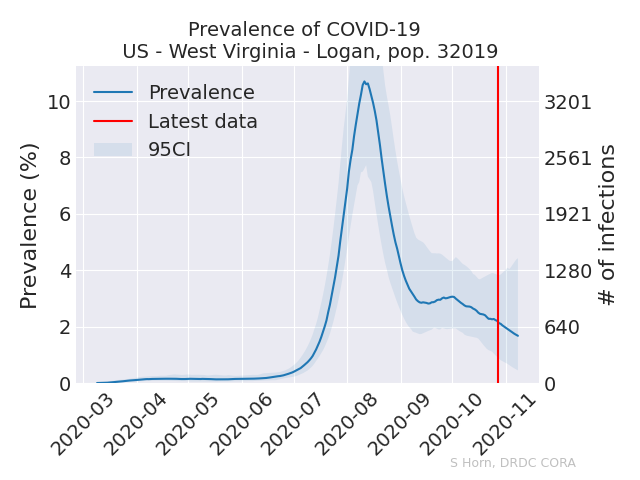 Prevalence of COVID-19
US - West Virginia - Logan, pop. 32019
Prevalence
Latest data
95CI
Prevalence (%)
10
8
6
4
2
0
3201
2561
1921
1280
640
0
# of infections
2020-03
2020-04
2020-05
2020-06
2020-07
2020-08
2020-09
2020-10
2020-11
S Horn, DRDC CORA